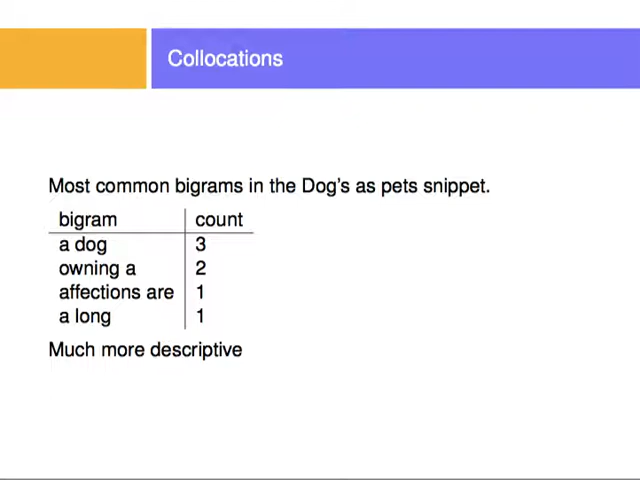 Collocations
Most common bigrams in the Dog's as pets snippet.
bigram count
a dog 3
owning a 2
affections are 1
a long 1
Much more descriptive